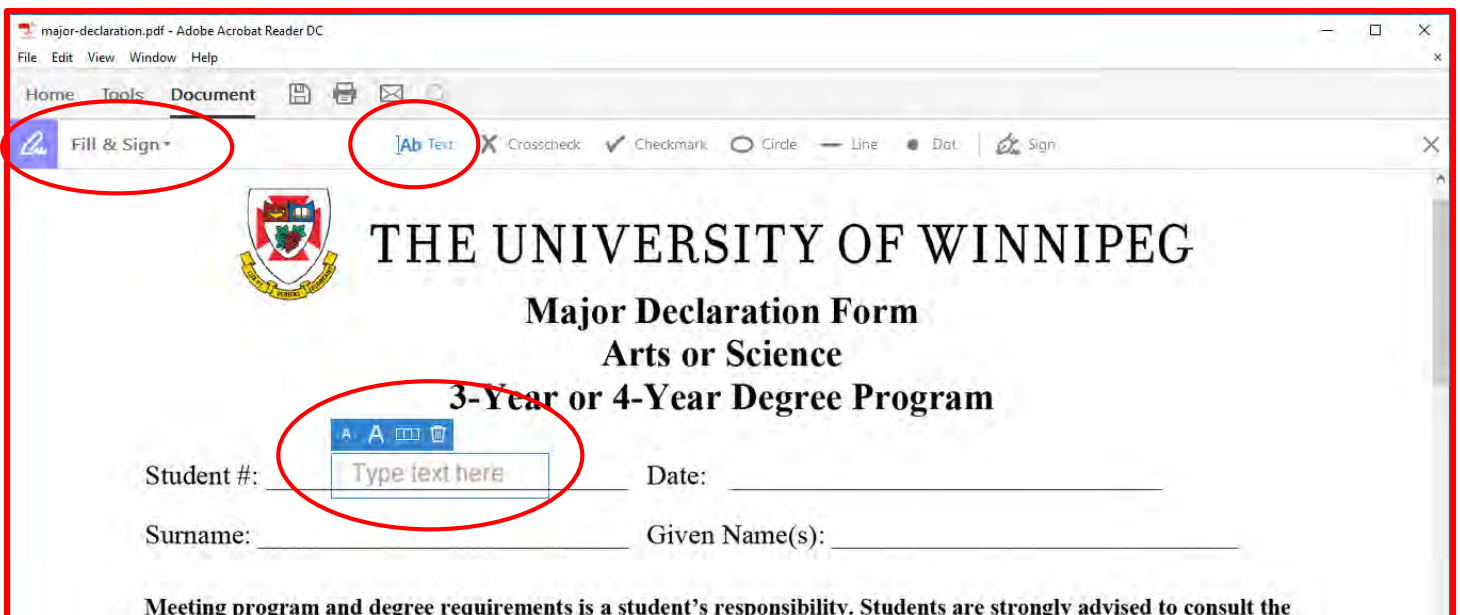 major-declaration.pdf - Adobe Acrobat Reader DC
File Edit View Window Help
Home Tools Document
Fill & Sign Ab Text Crosscheck Checkmark Circle Line Dot Sign
THE UNIVERSITY OF WINNIPEG
Major Declaration Form
Arts or Science
3-Year or 4-Year Degree Program
A A
Student #: Type text here Date:
Surname: Given Name(s):
Meeting program and degree requirements is a student's responsibility. Students are strongly advised to consult the